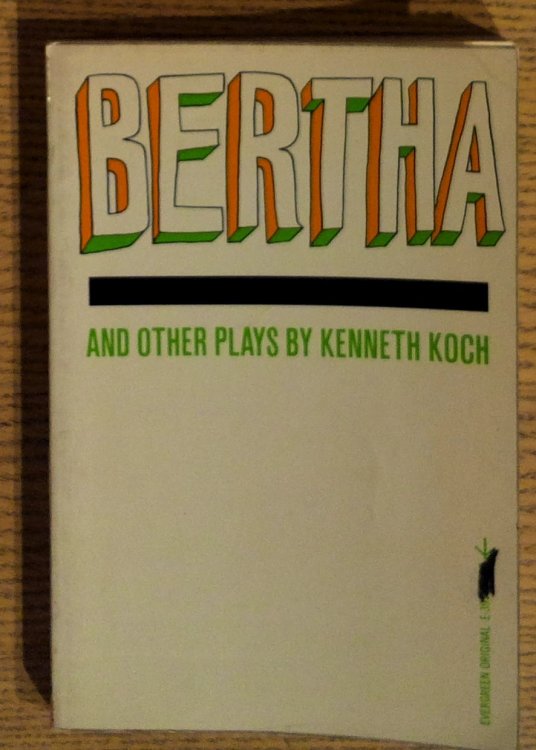 BERTHA
AND OTHER PLAYS BY KENNETH KOCH
EVERGREEN ORIGINAL